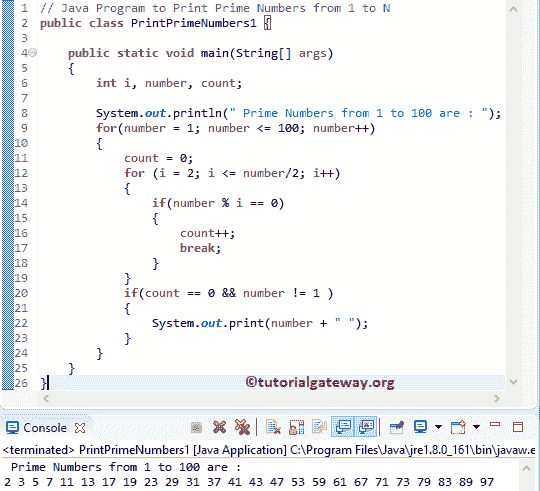 1 // Java Program to Print Prime Numbers from 1 to N
2 public class PrintPrimeNumbers1 {
3
4 public static void main(String[] args)
5 {
6 int i, number, count;
7
8 System.out.println(" Prime Numbers from 1 to 100 are : ");
9 for(number = 1; number <= 100; number++)
10 {
11 count = 0;
12 for (i = 2; i <= number/2; i++)
13 {
14 if(number % i == 0)
15 {
16 count++;
17 break;
18 }
19 }
20 if(count == 0 && number != 1 )
21 {
22 System.out.print(number + " ");
23 }
24 }
25 }
26 }
©tutorialgateway.org
Console
<terminated> PrintPrimeNumbers1 [Java Application] C:\Program Files\Java\jre1.8.0_161\bin\javaw.e
Prime Numbers from 1 to 100 are :
2 3 5 7 11 13 17 19 23 29 31 37 41 43 47 53 59 61 67 71 73 79 83 89 97